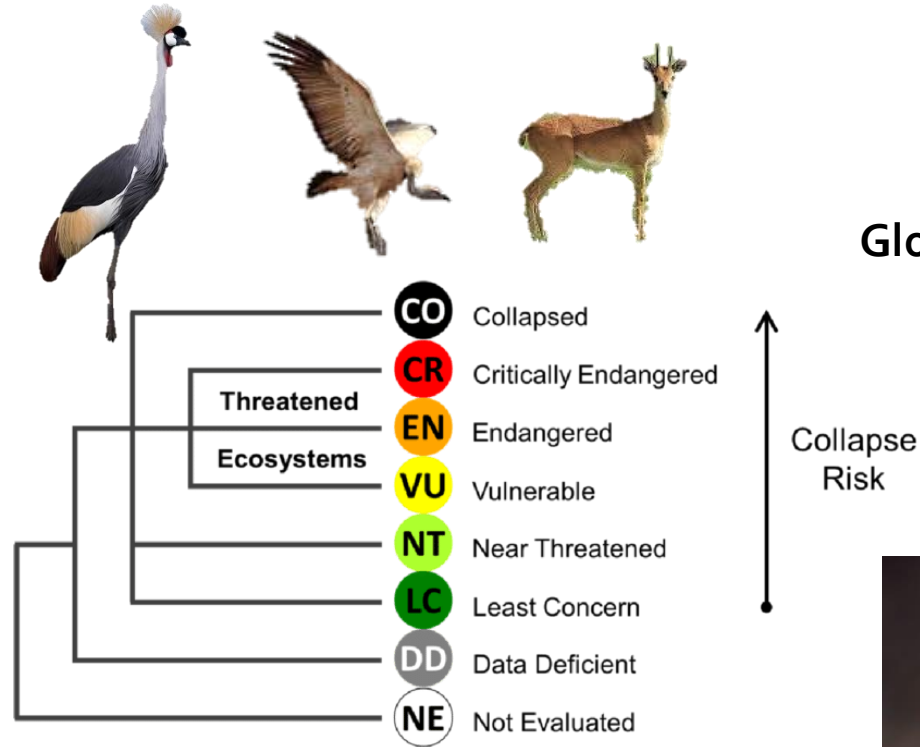 Glo
CO Collapsed
CR Critically Endangered
Threatened
EN Endangered
Ecosystems
VU Vulnerable
NT Near Threatened
LC Least Concern
DD Data Deficient
NE Not Evaluated
Collapse
Risk